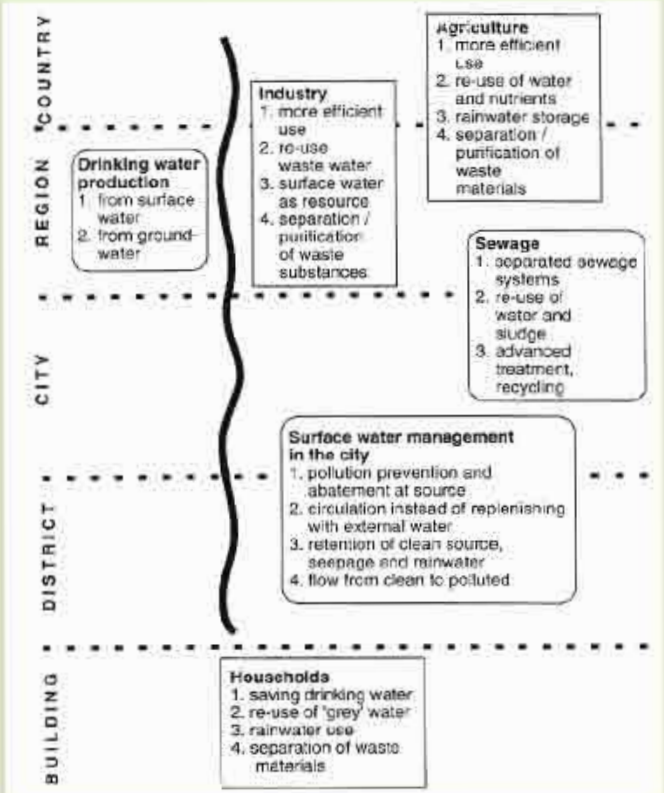 COUNTRY
Agriculture
1. more efficient
use
2. re-use of water
and nutrients
3. rainwater storage
4. separation /
purification of
waste
materials
Industry
1. more efficient
use
2. re-use
waste water
3. surface water
as resource
4. separation /
purification
of waste
substances
REGION
Drinking water
production
1. from surface
water
2. from ground-
water
Sewage
1. separated sewage
systems
2. re-use of
water and
sludge
3. advanced
treatment,
recycling
CITY
Surface water management
in the city
1. pollution prevention and
abatement at source
2. circulation instead of replenishing
with external water
3. retention of clean source,
seepage and rainwater
4. flow from clean to polluted
DISTRICT
BUILDING
Households
1. saving drinking water
2. re-use of 'grey' water
3. rainwater use
4. separation of waste
materials